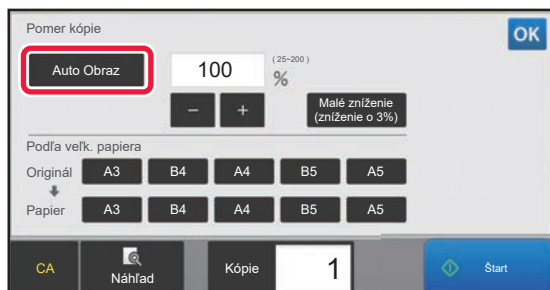 Pomer kópie
OK
Auto Obraz
100
(25~200)
%
−
+
Malé zníženie
(zníženie o 3%)
Podľa veľk. papiera
Originál
A3
B4
A4
B5
A5
Papier
A3
B4
A4
B5
A5
CA
Náhľad
Kópie
1
Štart